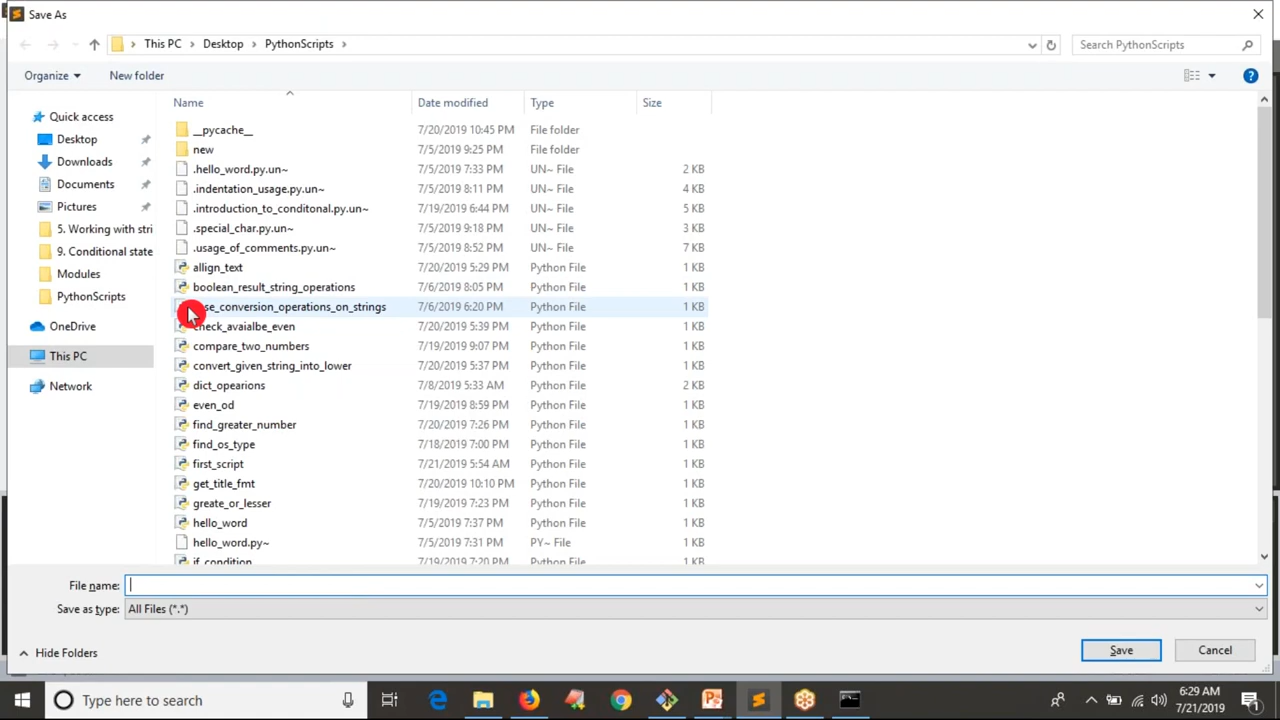 Save As
This PC Desktop PythonScripts
Search PythonScripts
Organize New folder
Name Date modified Type Size
Quick access
Desktop
Downloads
Documents
Pictures
5. Working with stri
9. Conditional state
Modules
PythonScripts
OneDrive
This PC
Network
__pycache__ 7/20/2019 10:45 PM File folder
new 7/5/2019 9:25 PM File folder
.hello_word.py.un~ 7/5/2019 7:33 PM UN~ File 2 KB
.indentation_usage.py.un~ 7/5/2019 8:11 PM UN~ File 4 KB
.introduction_to_conditonal.py.un~ 7/19/2019 6:44 PM UN~ File 5 KB
.special_char.py.un~ 7/5/2019 9:18 PM UN~ File 3 KB
.usage_of_comments.py.un~ 7/5/2019 8:52 PM UN~ File 7 KB
allign_text 7/20/2019 5:29 PM Python File 1 KB
boolean_result_string_operations 7/6/2019 8:05 PM Python File 1 KB
se_conversion_operations_on_strings 7/6/2019 6:20 PM Python File 1 KB
check_avaialbe_even 7/20/2019 5:39 PM Python File 1 KB
compare_two_numbers 7/19/2019 9:07 PM Python File 1 KB
convert_given_string_into_lower 7/20/2019 5:37 PM Python File 1 KB
dict_opearions 7/8/2019 5:33 AM Python File 2 KB
even_od 7/19/2019 8:59 PM Python File 1 KB
find_greater_number 7/20/2019 7:26 PM Python File 1 KB
find_os_type 7/18/2019 7:00 PM Python File 1 KB
first_script 7/21/2019 5:54 AM Python File 1 KB
get_title_fmt 7/20/2019 10:10 PM Python File 1 KB
greate_or_lesser 7/19/2019 7:23 PM Python File 1 KB
hello_word 7/5/2019 7:37 PM Python File 1 KB
hello_word.py~ 7/5/2019 7:31 PM PY~ File 1 KB
if_condition 7/19/2019 7:20 PM Python File 1 KB
File name:
Save as type: All Files (*.*)
Hide Folders
Save Cancel
Type here to search
6:29 AM
7/21/2019
1